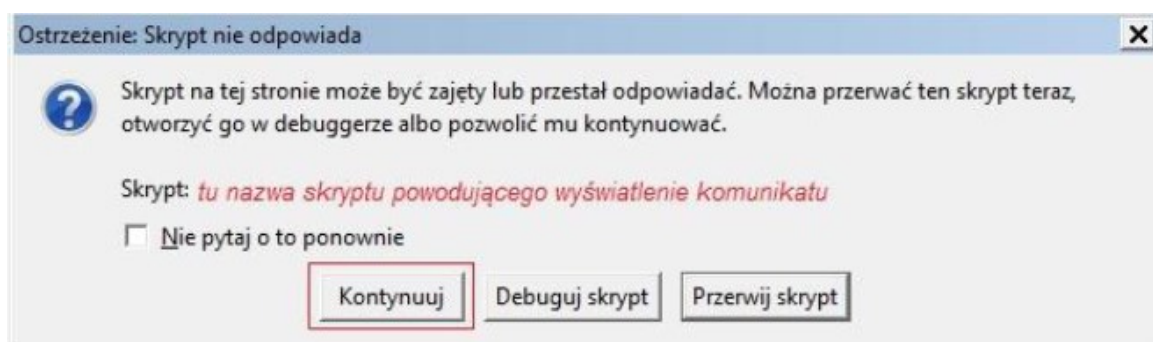 Ostrzeżenie: Skrypt nie odpowiada
Skrypt na tej stronie może być zajęty lub przestał odpowiadać. Można przerwać ten skrypt teraz,
otworzyć go w debuggerze albo pozwolić mu kontynuować.
Skrypt: tu nazwa skryptu powodującego wyświatlenie komunikatu
Nie pytaj o to ponownie
Kontynuuj Debuguj skrypt Przerwij skrypt